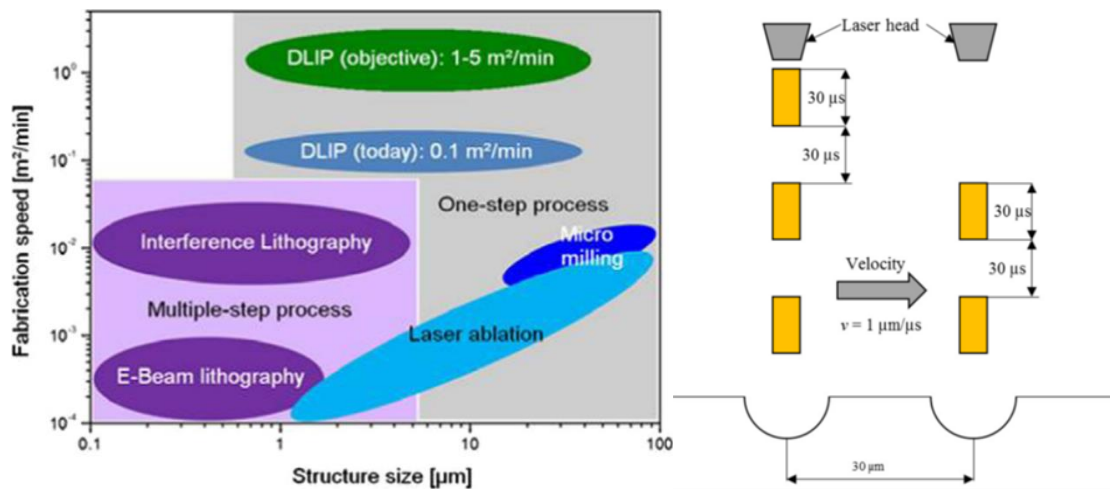 Fabrication speed [m²/min]
10⁰
10⁻¹
10⁻²
10⁻³
10⁻⁴
DLIP (objective): 1-5 m²/min
DLIP (today): 0.1 m²/min
One-step process
Interference Lithography
Micro
milling
Multiple-step process
Laser ablation
E-Beam lithography
0.1
1
10
100
Structure size [µm]
Laser head
30 µs
30 µs
30 µs
30 µs
Velocity
v = 1 µm/µs
30 µm